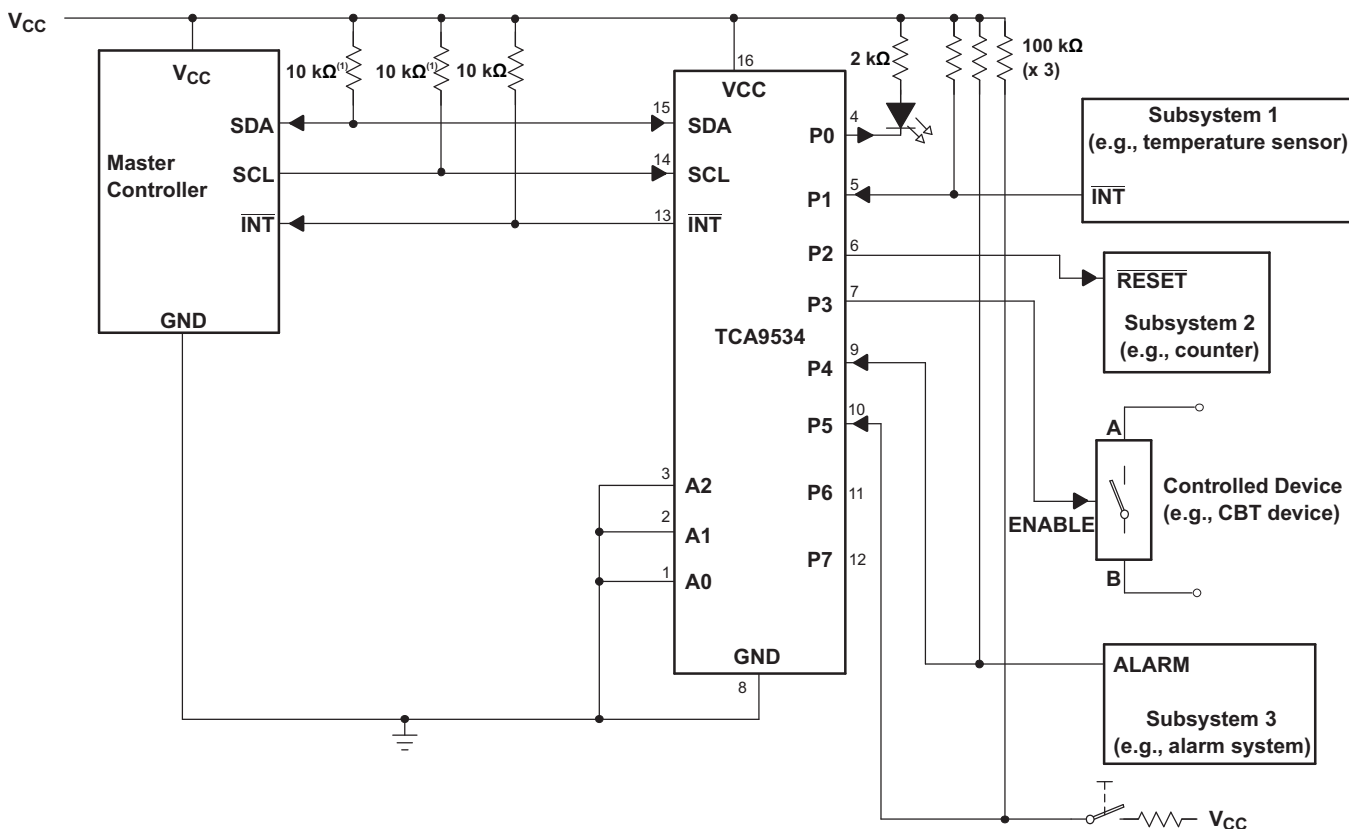 VCC
VCC
10 kΩ(1)
10 kΩ(1)
10 kΩ
16
VCC
2 kΩ
100 kΩ
(x 3)
Master
Controller
SDA
SCL
INT
GND
15
SDA
14
SCL
13
INT
TCA9534
3
A2
2
A1
1
A0
GND
8
P0
4
P1
5
P2
6
P3
7
P4
9
P5
10
P6
11
P7
12
Subsystem 1
(e.g., temperature sensor)
INT
RESET
Subsystem 2
(e.g., counter)
A
ENABLE
B
Controlled Device
(e.g., CBT device)
ALARM
Subsystem 3
(e.g., alarm system)
VCC